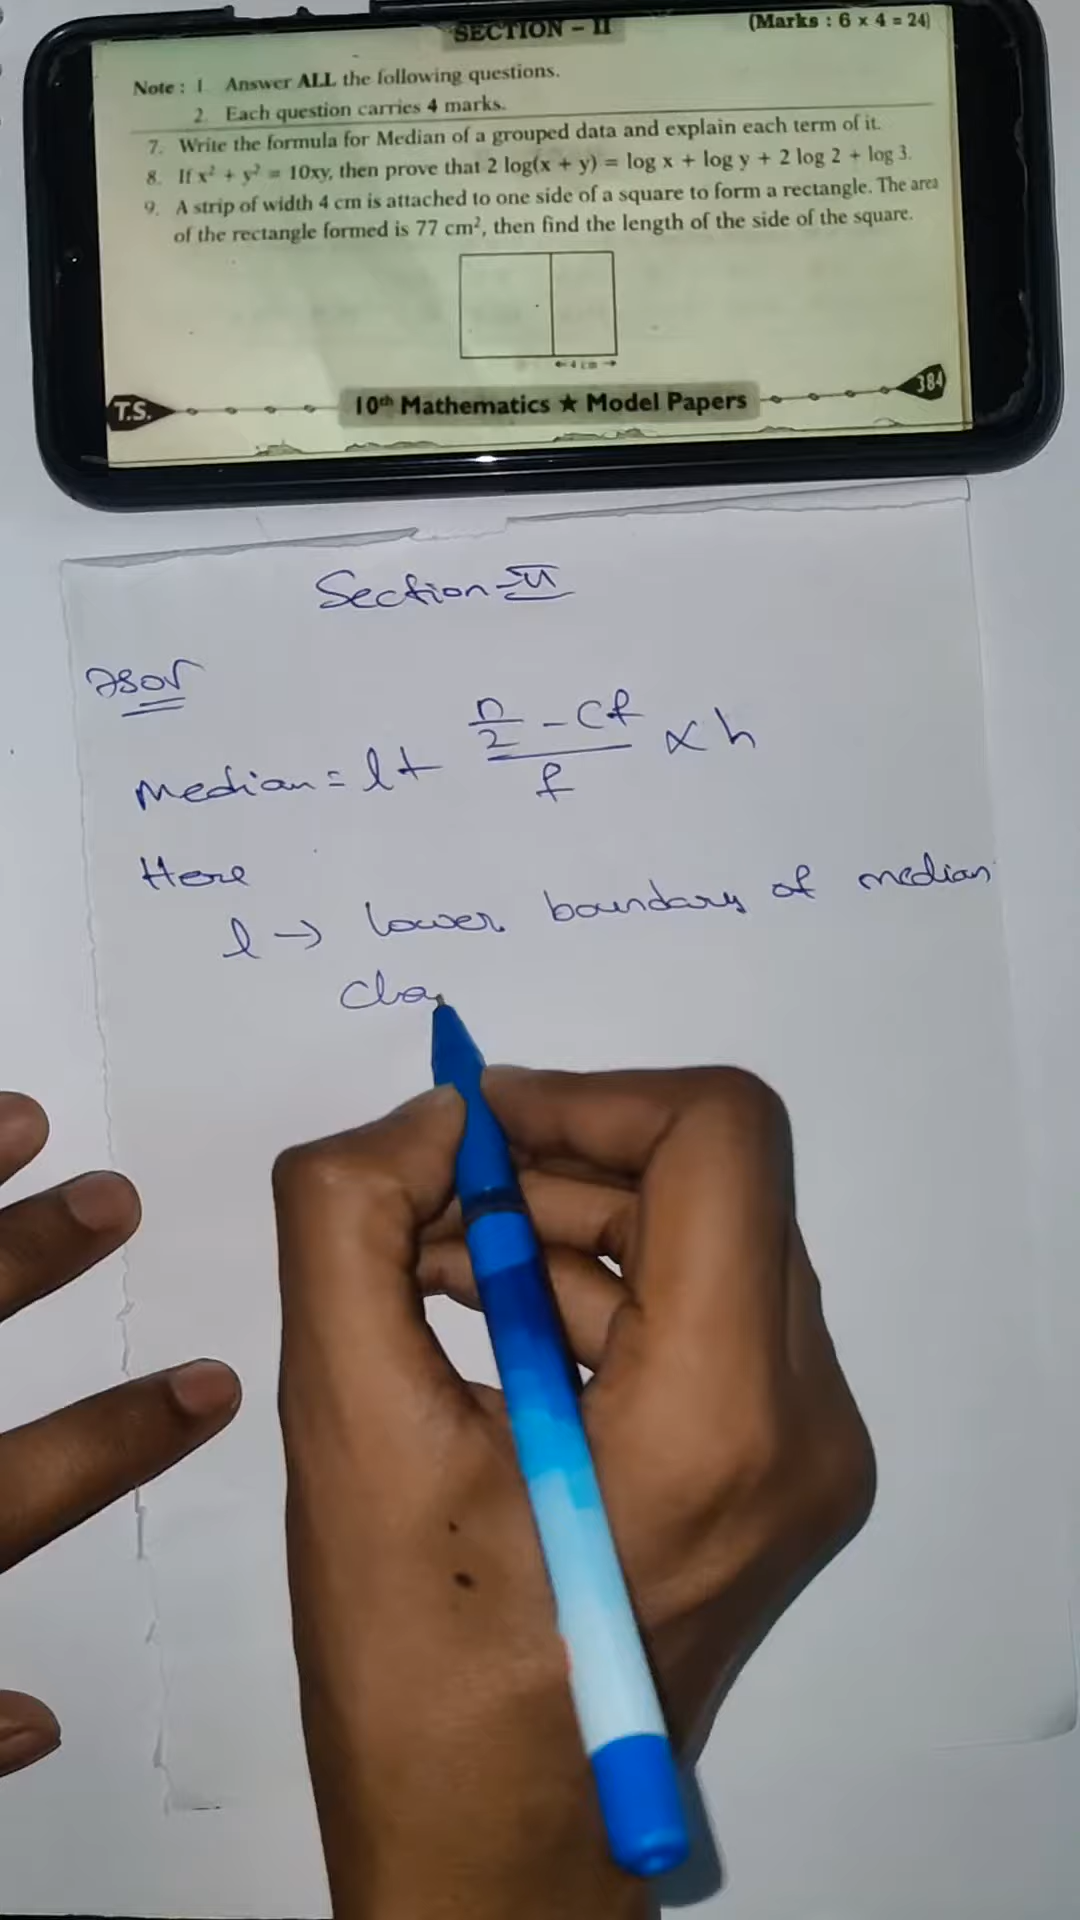 SECTION – II (Marks : 6 x 4 = 24)
Note : 1. Answer ALL the following questions.
2. Each question carries 4 marks.
7. Write the formula for Median of a grouped data and explain each term of it.
8. If x² + y² = 10xy, then prove that 2 log(x + y) = log x + log y + 2 log 2 + log 3.
9. A strip of width 4 cm is attached to one side of a square to form a rectangle. The area
of the rectangle formed is 77 cm², then find the length of the side of the square.
4 cm
T.S. 10th Mathematics ★ Model Papers 384
Section-II
7sol
n/2 - cf
Median = l + ———— x h
f
Here
l → lower boundary of median
cla